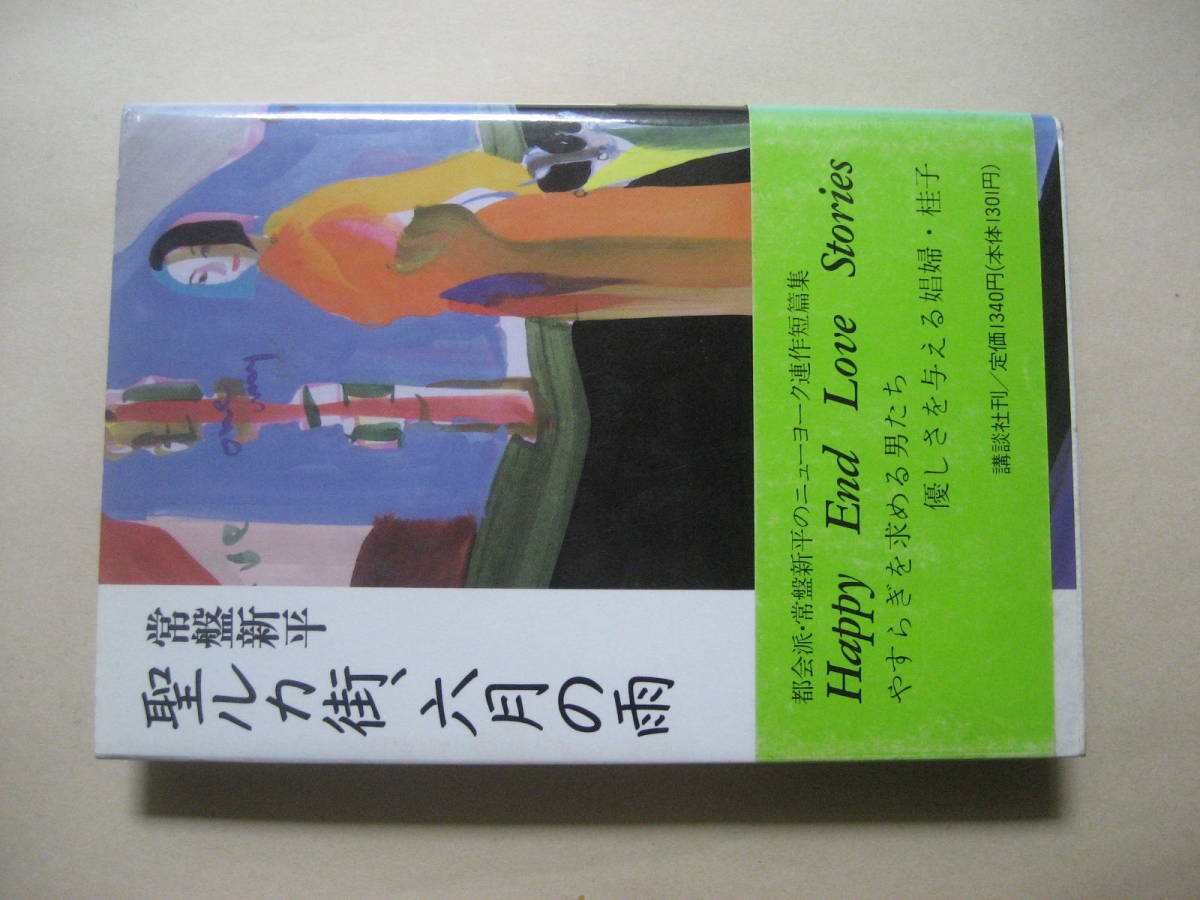 常盤新平
聖ルカ街、六月の雨
都会派・常盤新平のニューヨーク連作短篇集
Happy End Love Stories
やすらぎを求める男たち
優しさを与える娼婦・桂子
講談社刊／定価1340円(本体1301円)